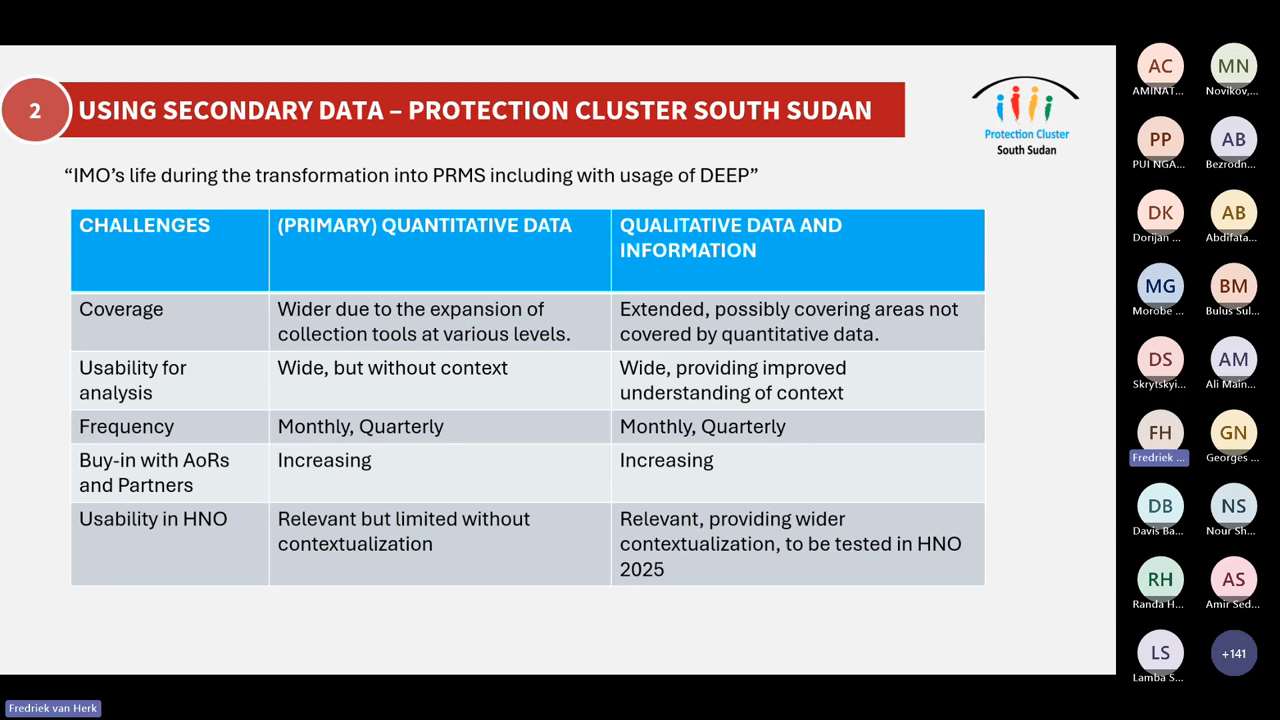 2
USING SECONDARY DATA – PROTECTION CLUSTER SOUTH SUDAN
Protection Cluster
South Sudan
“IMO’s life during the transformation into PRMS including with usage of DEEP”
CHALLENGES
(PRIMARY) QUANTITATIVE DATA
QUALITATIVE DATA AND
INFORMATION
Coverage
Wider due to the expansion of
collection tools at various levels.
Extended, possibly covering areas not
covered by quantitative data.
Usability for
analysis
Wide, but without context
Wide, providing improved
understanding of context
Frequency
Monthly, Quarterly
Monthly, Quarterly
Buy-in with AoRs
and Partners
Increasing
Increasing
Usability in HNO
Relevant but limited without
contextualization
Relevant, providing wider
contextualization, to be tested in HNO
2025
AC
AMINAT...
MN
Novikov,...
PP
PUI NGA...
AB
Bezrodn...
DK
Dorijan ...
AB
Abdifata...
MG
Morobe ...
BM
Bulus Sul...
DS
Skrytskyi...
AM
Ali Main...
FH
Fredriek ...
GN
Georges ...
DB
Davis Ba...
NS
Nour Sh...
RH
Randa H...
AS
Amir Sed...
LS
Lamba S...
+141
Fredriek van Herk